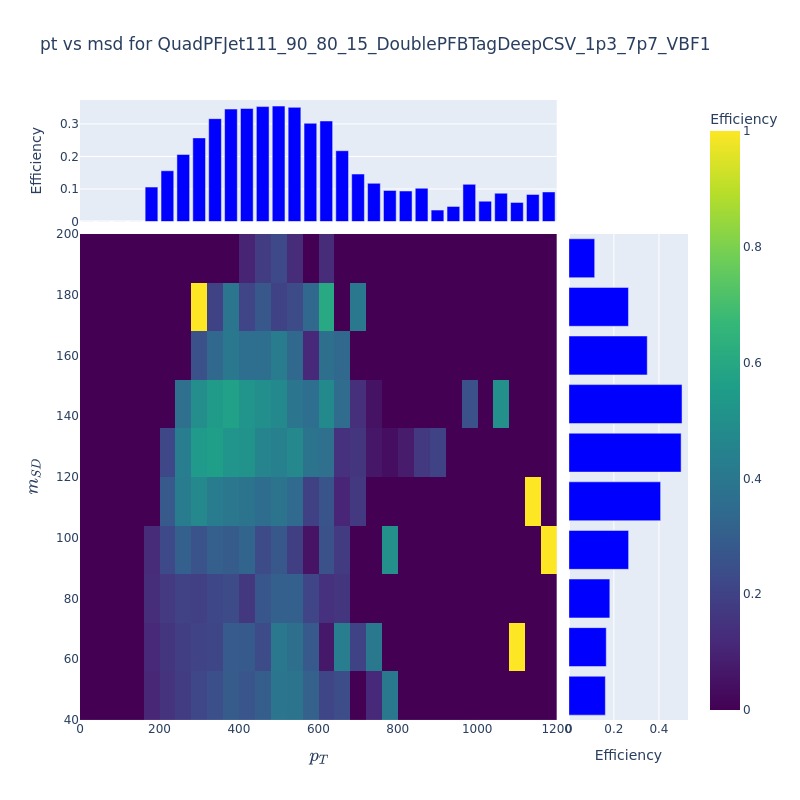 pt vs msd for QuadPFJet111_90_80_15_DoublePFBTagDeepCSV_1p3_7p7_VBF1
Efficiency
0.3
0.2
0.1
0
Efficiency
1
0.8
0.6
0.4
0.2
0
m_SD
200
180
160
140
120
100
80
60
40
0 200 400 600 800 1000 1200
p_T
0 0.2 0.4
Efficiency